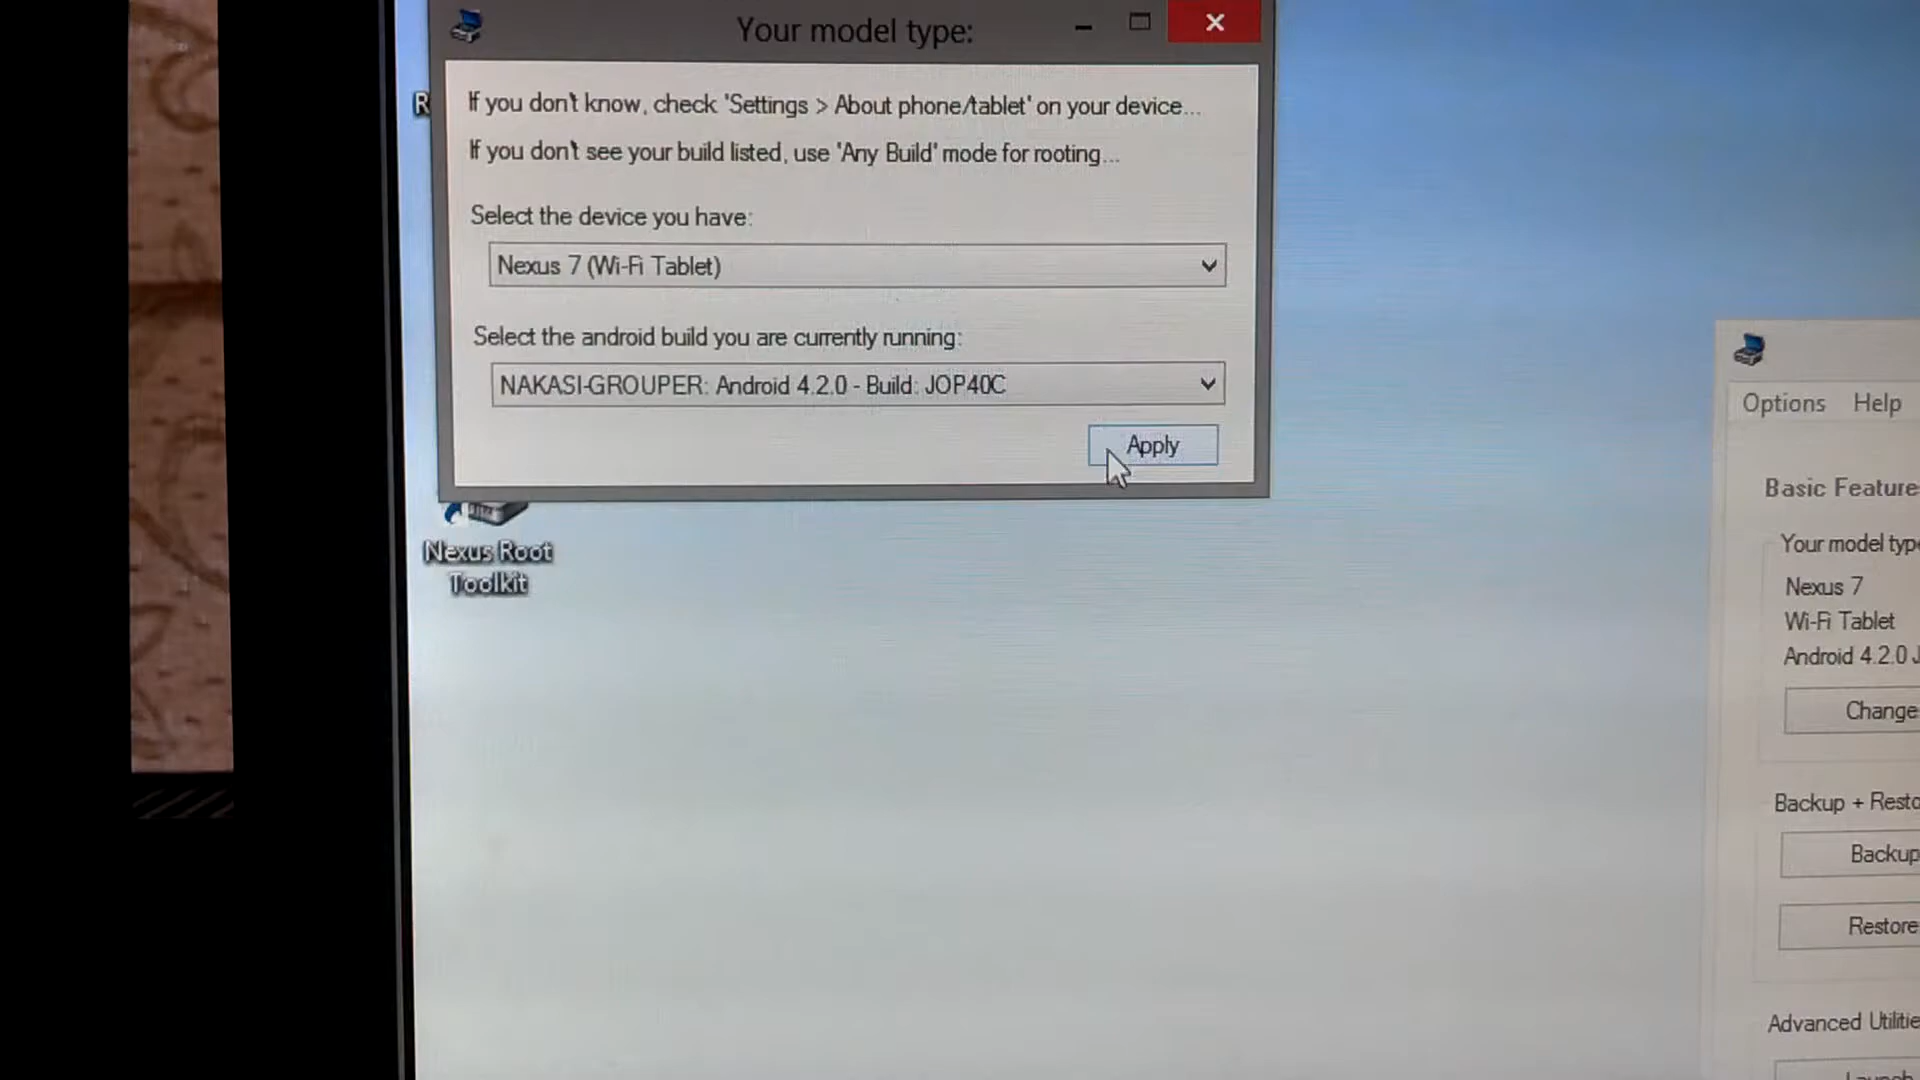 Your model type:
If you don't know, check 'Settings > About phone/tablet' on your device...
If you don't see your build listed, use 'Any Build' mode for rooting...
Select the device you have:
Nexus 7 (Wi-Fi Tablet)
Select the android build you are currently running:
NAKASI-GROUPER: Android 4.2.0 - Build: JOP40C
Apply
R
Nexus Root
Toolkit
Options Help
Basic Feature
Your model type
Nexus 7
Wi-Fi Tablet
Android 4.2.0 J
Change
Backup + Resto
Backup
Restore
Advanced Utilitie
Launch